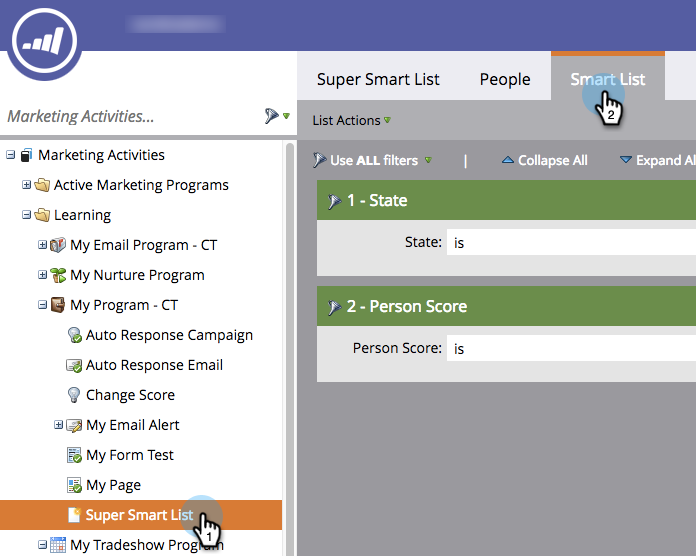 Super Smart List People Smart List
2
Marketing Activities...
List Actions
Use ALL filters | Collapse All Expand Al
1 - State
State: is
2 - Person Score
Person Score: is
Marketing Activities
Active Marketing Programs
Learning
My Email Program - CT
My Nurture Program
My Program - CT
Auto Response Campaign
Auto Response Email
Change Score
My Email Alert
My Form Test
My Page
Super Smart List
1
My Tradeshow Program